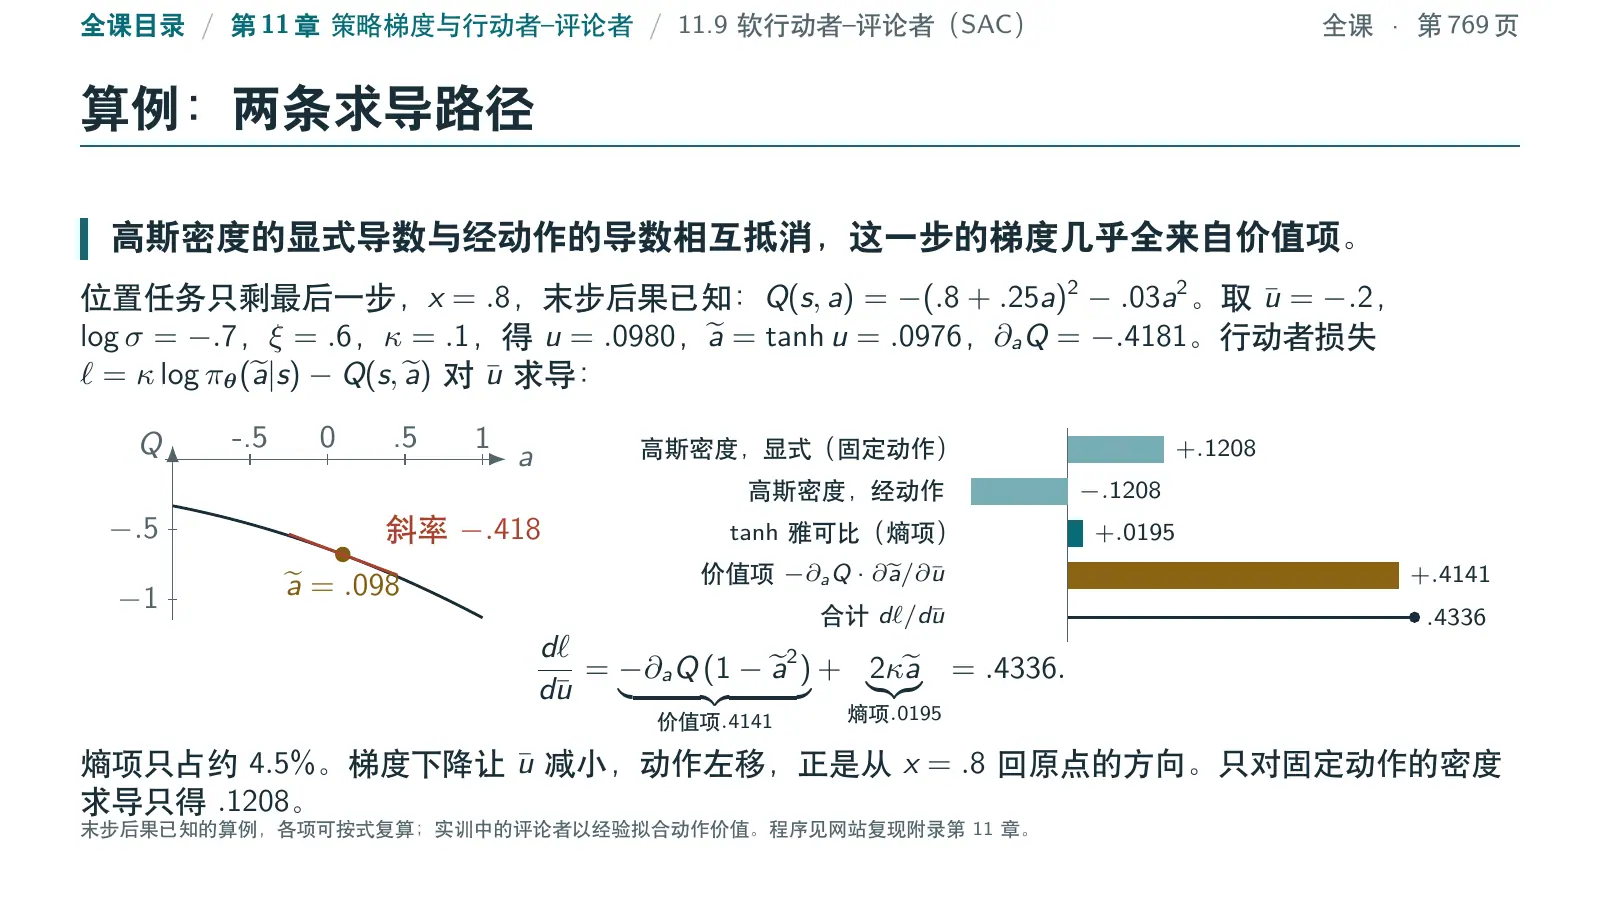 全课目录 / 第 11 章 策略梯度与行动者–评论者 / 11.9 软行动者–评论者（SAC） 全课 · 第 769 页
算例：两条求导路径
高斯密度的显式导数与经动作的导数相互抵消，这一步的梯度几乎全来自价值项。
位置任务只剩最后一步，x = .8，末步后果已知：Q(s, a) = −(.8 + .25a)² − .03a²。取 ū = −.2，
log σ = −.7，ξ = .6，κ = .1，得 u = .0980，ã = tanh u = .0976，∂ₐQ = −.4181。行动者损失
ℓ = κ log π_θ(ã|s) − Q(s, ã) 对 ū 求导：
Q -.5 0 .5 1 a
−.5
−1
斜率 −.418
ã = .098
高斯密度，显式（固定动作） +.1208
高斯密度，经动作 −.1208
tanh 雅可比（熵项） +.0195
价值项 −∂ₐQ · ∂ã/∂ū +.4141
合计 dℓ/dū .4336
dℓ/dū = −∂ₐQ (1 − ã²) + 2κã = .4336.
价值项.4141 熵项.0195
熵项只占约 4.5%。梯度下降让 ū 减小，动作左移，正是从 x = .8 回原点的方向。只对固定动作的密度
求导只得 .1208。
末步后果已知的算例，各项可按式复算；实训中的评论者以经验拟合动作价值。程序见网站复现附录第 11 章。